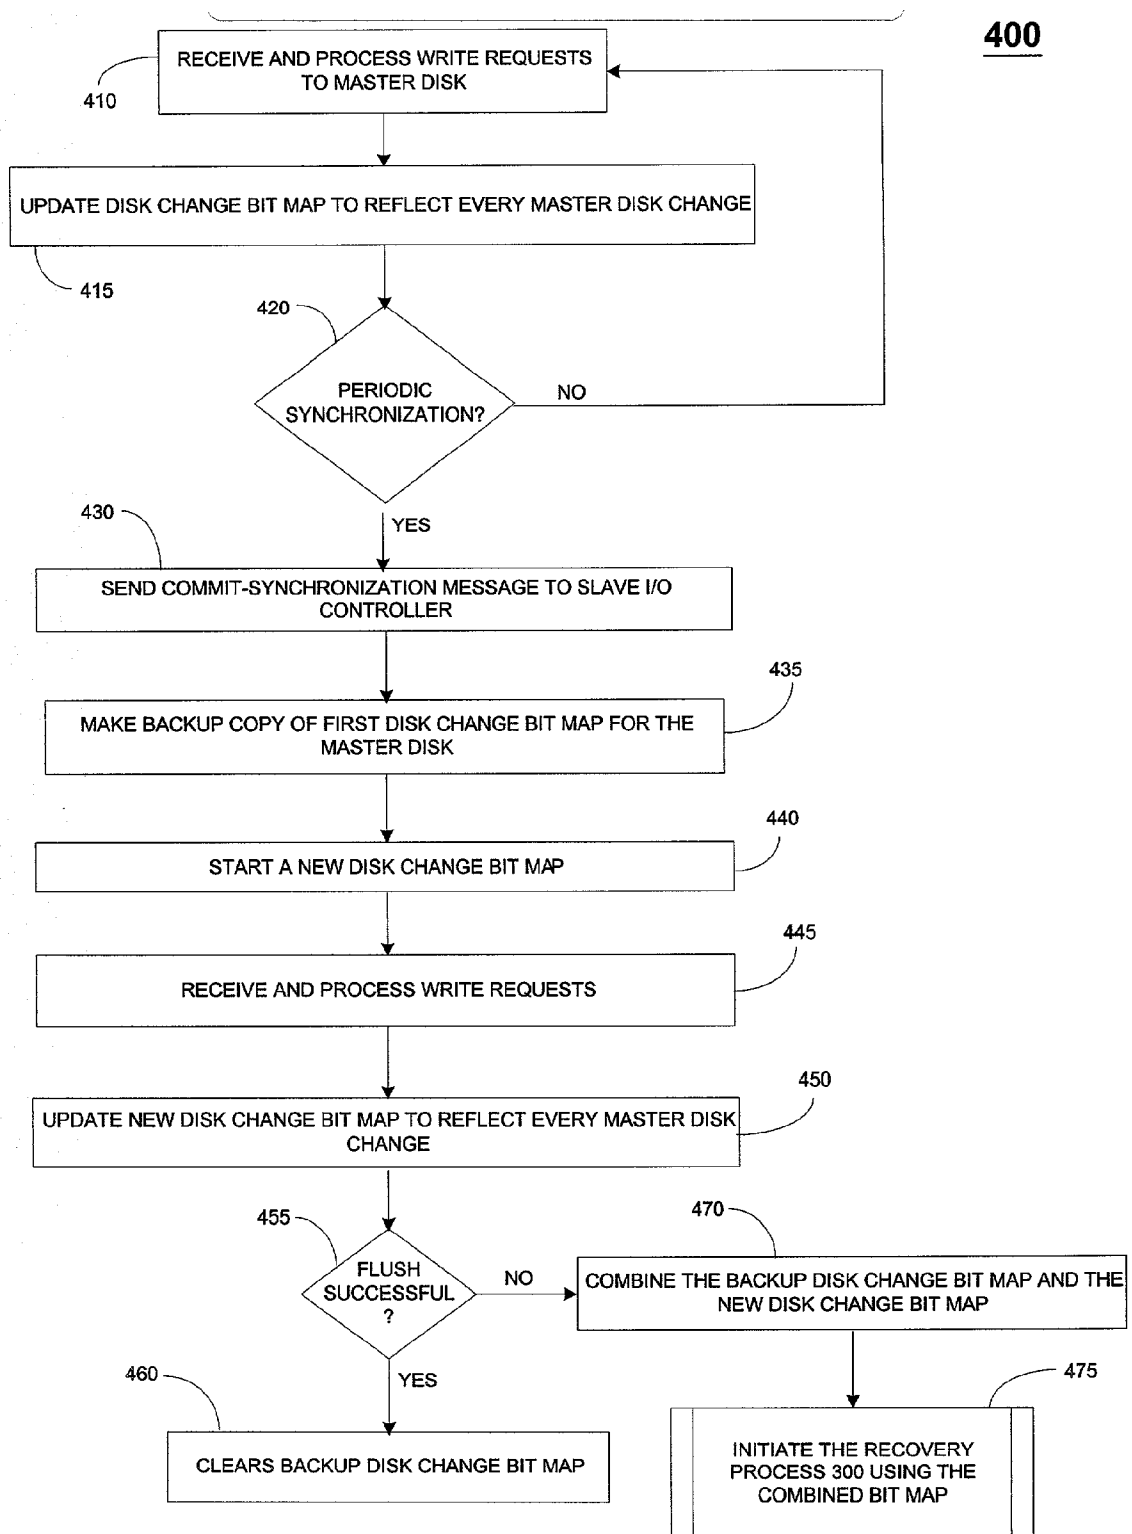 400
RECEIVE AND PROCESS WRITE REQUESTS
TO MASTER DISK
410
UPDATE DISK CHANGE BIT MAP TO REFLECT EVERY MASTER DISK CHANGE
415
420
PERIODIC
SYNCHRONIZATION?
NO
YES
430
SEND COMMIT-SYNCHRONIZATION MESSAGE TO SLAVE I/O
CONTROLLER
435
MAKE BACKUP COPY OF FIRST DISK CHANGE BIT MAP FOR THE
MASTER DISK
440
START A NEW DISK CHANGE BIT MAP
445
RECEIVE AND PROCESS WRITE REQUESTS
450
UPDATE NEW DISK CHANGE BIT MAP TO REFLECT EVERY MASTER DISK
CHANGE
455
FLUSH
SUCCESSFUL
?
NO
470
COMBINE THE BACKUP DISK CHANGE BIT MAP AND THE
NEW DISK CHANGE BIT MAP
YES
460
CLEARS BACKUP DISK CHANGE BIT MAP
475
INITIATE THE RECOVERY
PROCESS 300 USING THE
COMBINED BIT MAP